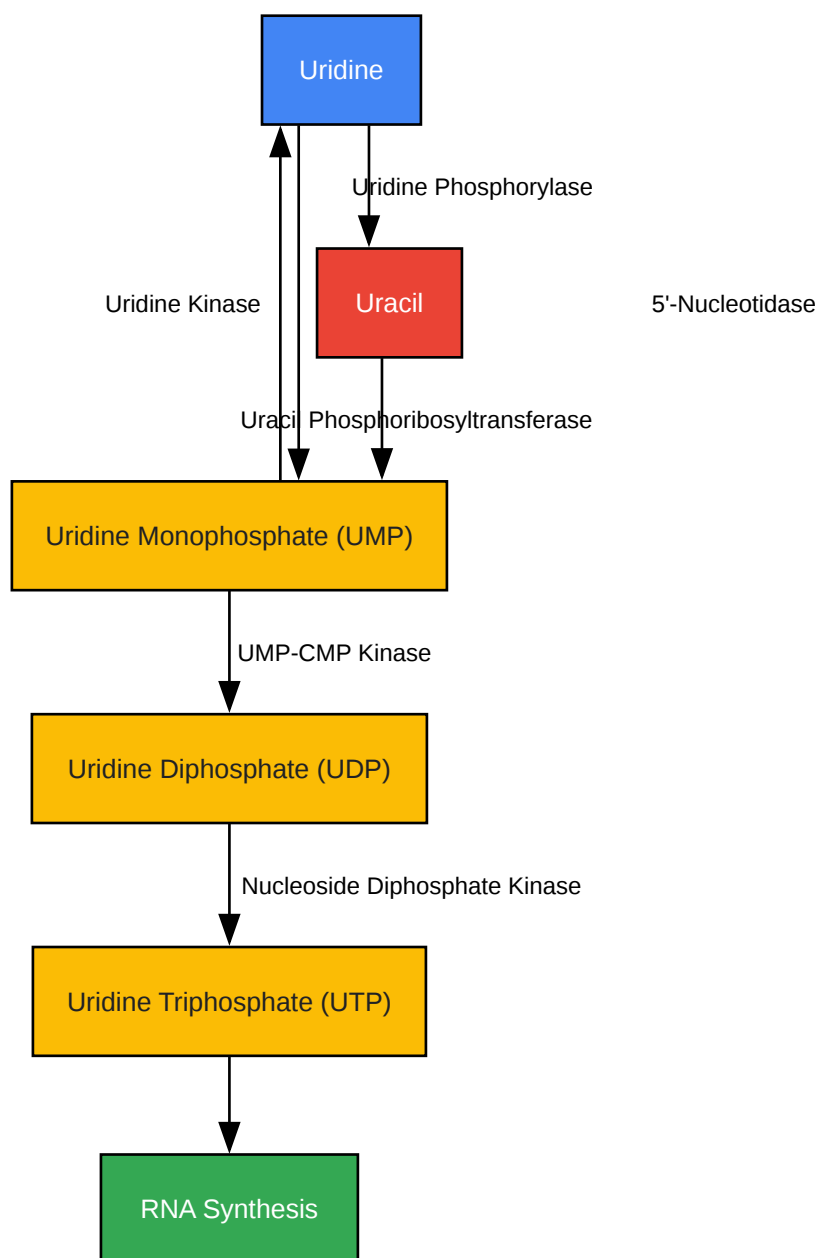 Uridine
Uridine Phosphorylase
Uridine Kinase
Uracil
5'-Nucleotidase
Uracil Phosphoribosyltransferase
Uridine Monophosphate (UMP)
UMP-CMP Kinase
Uridine Diphosphate (UDP)
Nucleoside Diphosphate Kinase
Uridine Triphosphate (UTP)
RNA Synthesis